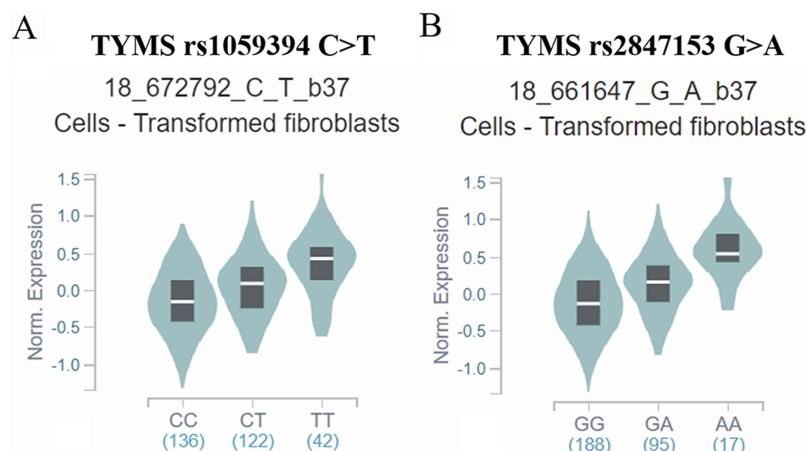 A
TYMS rs1059394 C>T
18_672792_C_T_b37
Cells - Transformed fibroblasts
Norm. Expression
1.5
1.0
0.5
0.0
-0.5
-1.0
CC CT TT
(136) (122) (42)
B
TYMS rs2847153 G>A
18_661647_G_A_b37
Cells - Transformed fibroblasts
Norm. Expression
1.5
1.0
0.5
0.0
-0.5
-1.0
GG GA AA
(188) (95) (17)